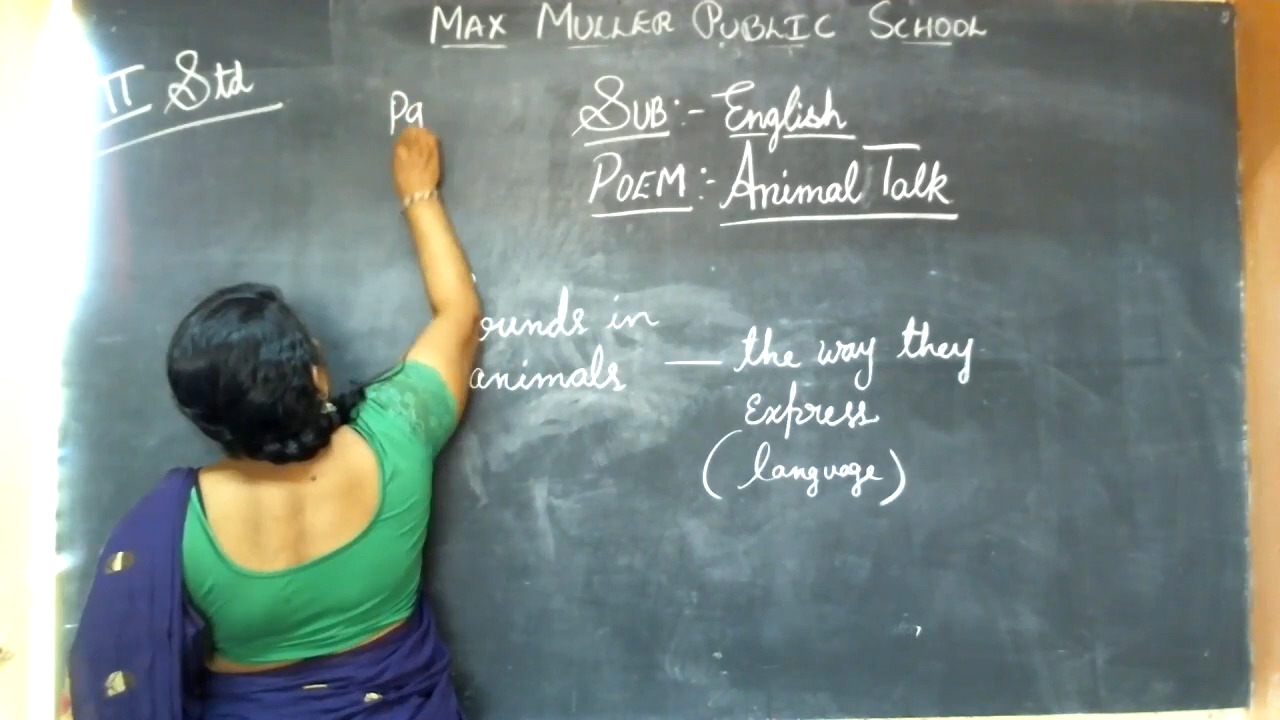 MAX MULLER PUBLIC SCHOOL
II Std
Pa
SUB:- English
POEM:- Animal Talk
ounds in
animals — the way they
Express
(language)